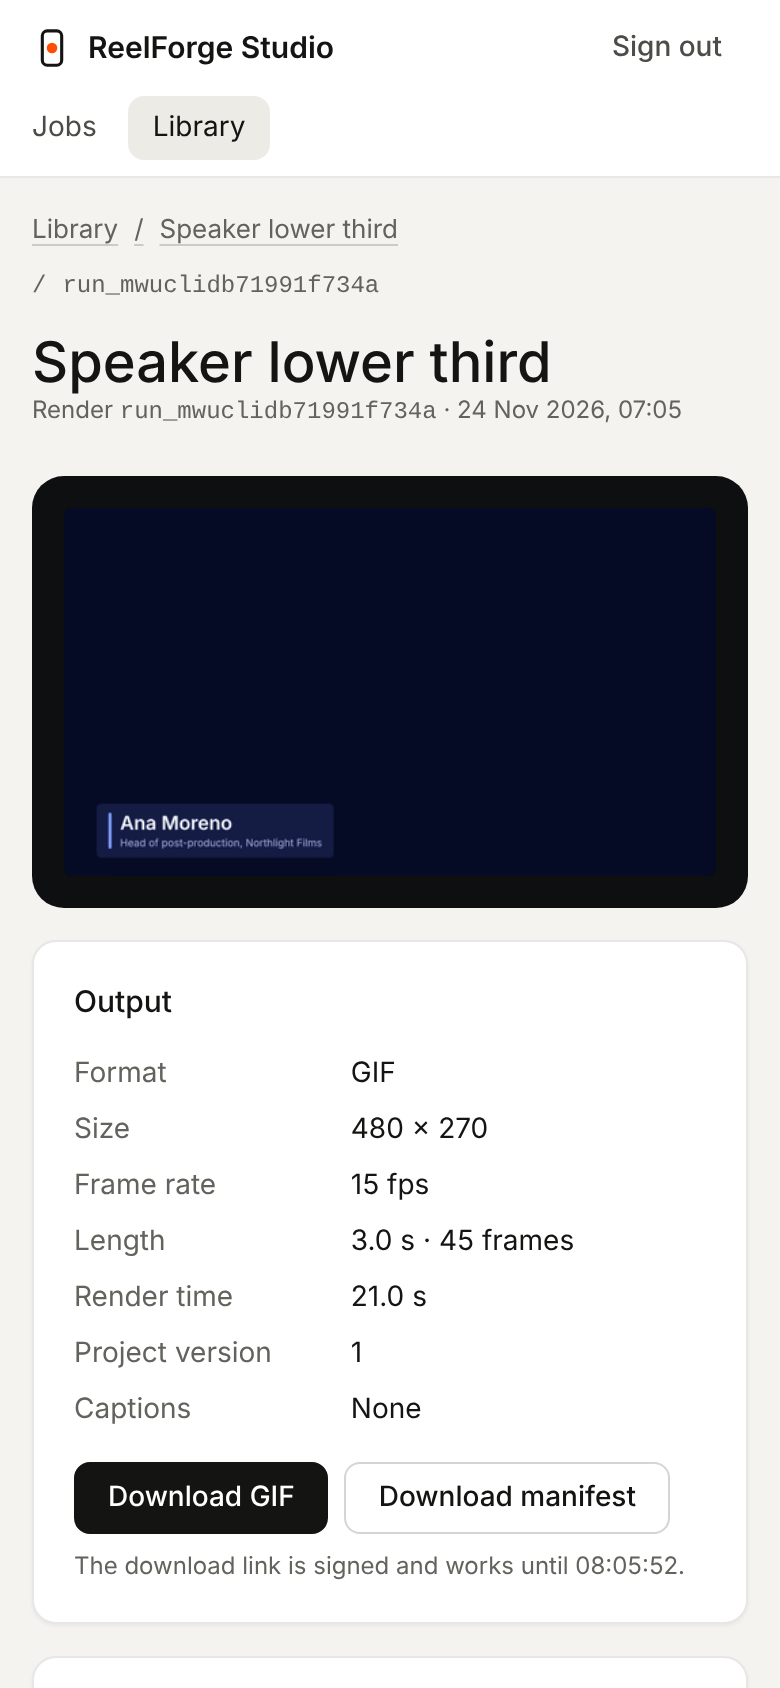 ReelForge Studio
Sign out
Jobs
Library
Library / Speaker lower third
/ run_mwuclidb71991f734a
Speaker lower third
Render run_mwuclidb71991f734a · 24 Nov 2026, 07:05
Ana Moreno
Head of post-production, Northlight Films
Output
Format GIF
Size 480 × 270
Frame rate 15 fps
Length 3.0 s · 45 frames
Render time 21.0 s
Project version 1
Captions None
Download GIF
Download manifest
The download link is signed and works until 08:05:52.